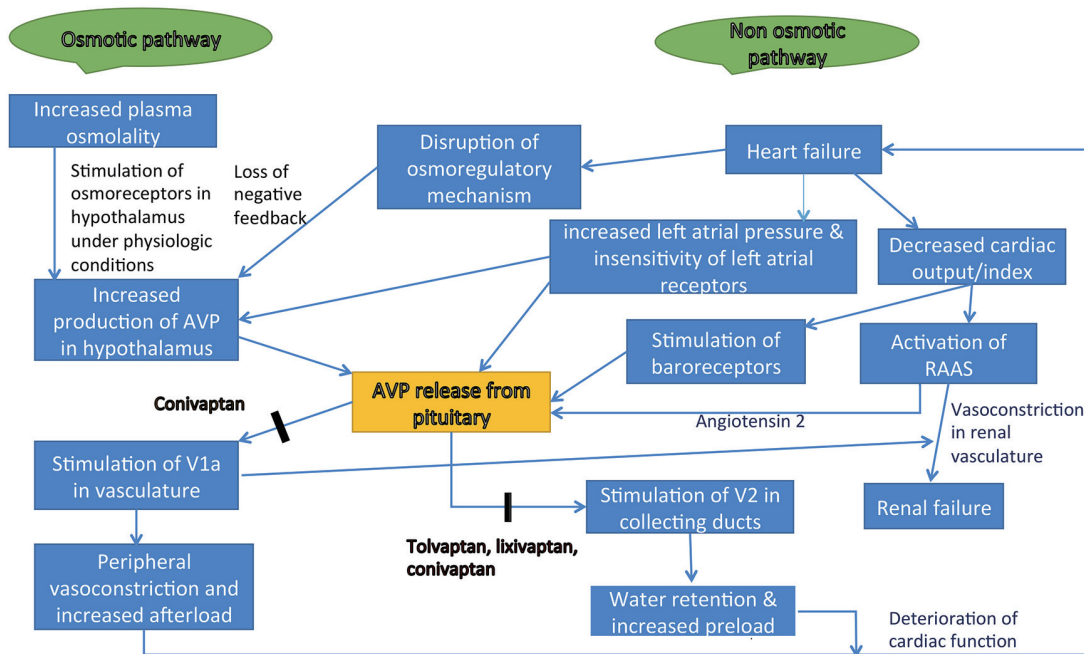 Osmotic pathway
Non osmotic
pathway
Increased plasma
osmolality
Disruption of
osmoregulatory
mechanism
Heart failure
Stimulation of
osmoreceptors in
hypothalamus
under physiologic
conditions
Loss of
negative
feedback
increased left atrial pressure &
insensitivity of left atrial
receptors
Decreased cardiac
output/index
Increased
production of AVP
in hypothalamus
Stimulation of
baroreceptors
Activation of
RAAS
AVP release from
pituitary
Conivaptan
Angiotensin 2
Vasoconstriction
in renal
vasculature
Stimulation of V1a
in vasculature
Stimulation of V2 in
collecting ducts
Renal failure
Tolvaptan, lixivaptan,
conivaptan
Peripheral
vasoconstriction and
increased afterload
Water retention &
increased preload
Deterioration of
cardiac function